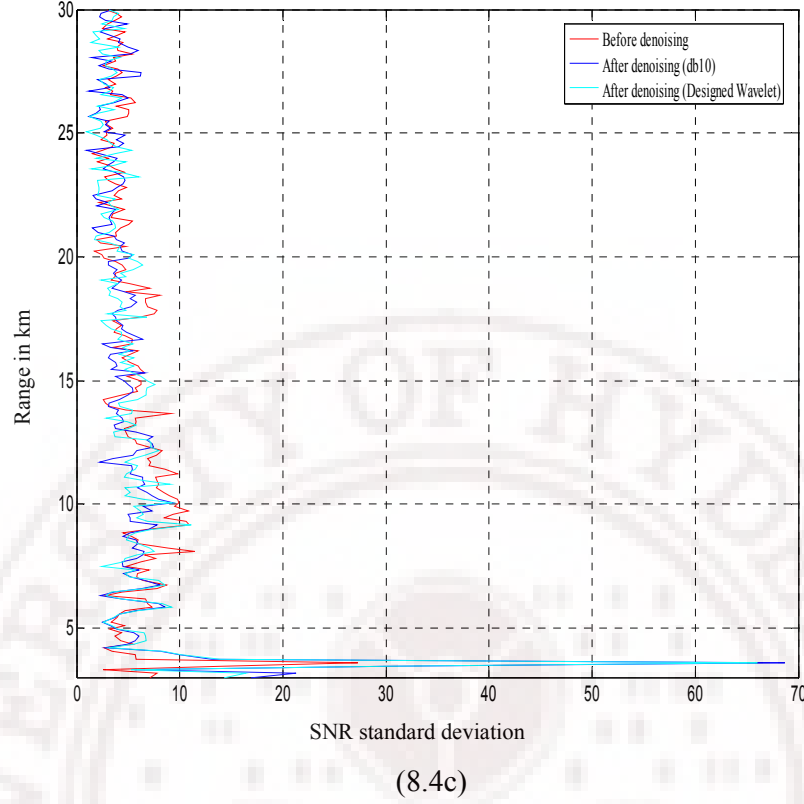 30
25
20
15
10
5
0
10
20
30
40
50
60
70
Before denoising
After denoising (db10)
After denoising (Designed Wavelet)
Range in km
SNR standard deviation
(8.4c)
OF